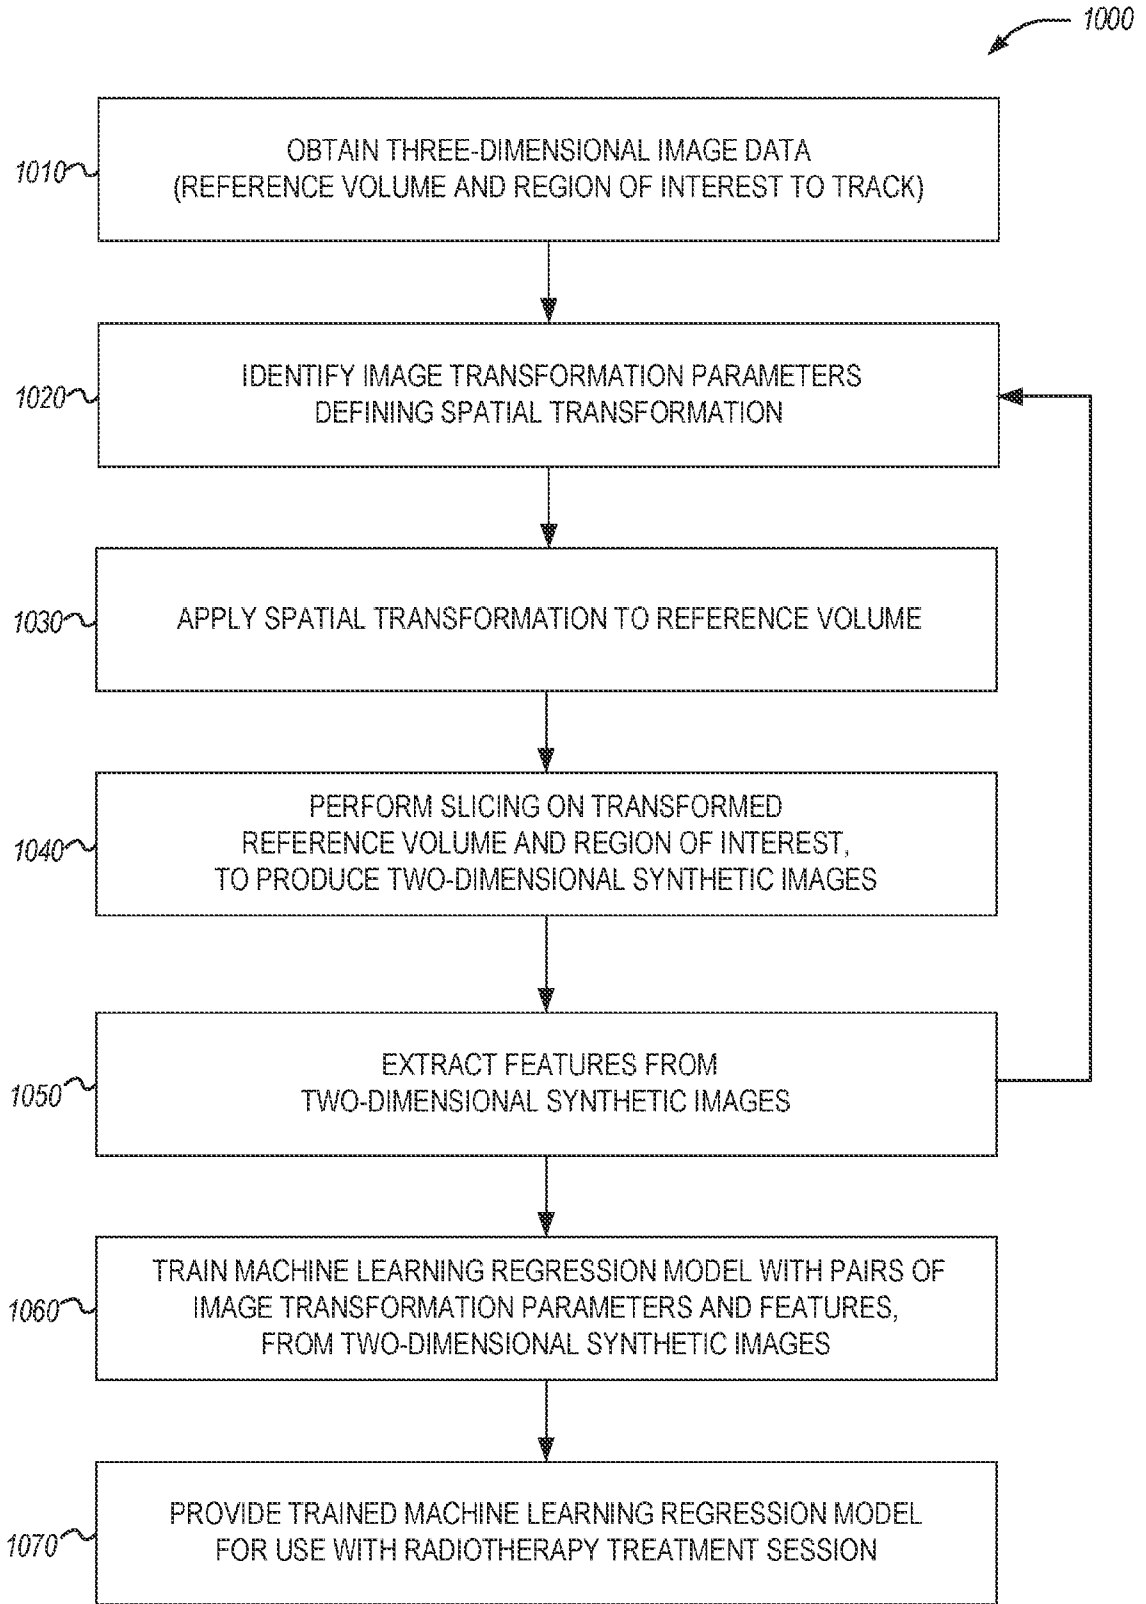 1000
1010
OBTAIN THREE-DIMENSIONAL IMAGE DATA
(REFERENCE VOLUME AND REGION OF INTEREST TO TRACK)
1020
IDENTIFY IMAGE TRANSFORMATION PARAMETERS
DEFINING SPATIAL TRANSFORMATION
1030
APPLY SPATIAL TRANSFORMATION TO REFERENCE VOLUME
1040
PERFORM SLICING ON TRANSFORMED
REFERENCE VOLUME AND REGION OF INTEREST,
TO PRODUCE TWO-DIMENSIONAL SYNTHETIC IMAGES
1050
EXTRACT FEATURES FROM
TWO-DIMENSIONAL SYNTHETIC IMAGES
1060
TRAIN MACHINE LEARNING REGRESSION MODEL WITH PAIRS OF
IMAGE TRANSFORMATION PARAMETERS AND FEATURES,
FROM TWO-DIMENSIONAL SYNTHETIC IMAGES
1070
PROVIDE TRAINED MACHINE LEARNING REGRESSION MODEL
FOR USE WITH RADIOTHERAPY TREATMENT SESSION